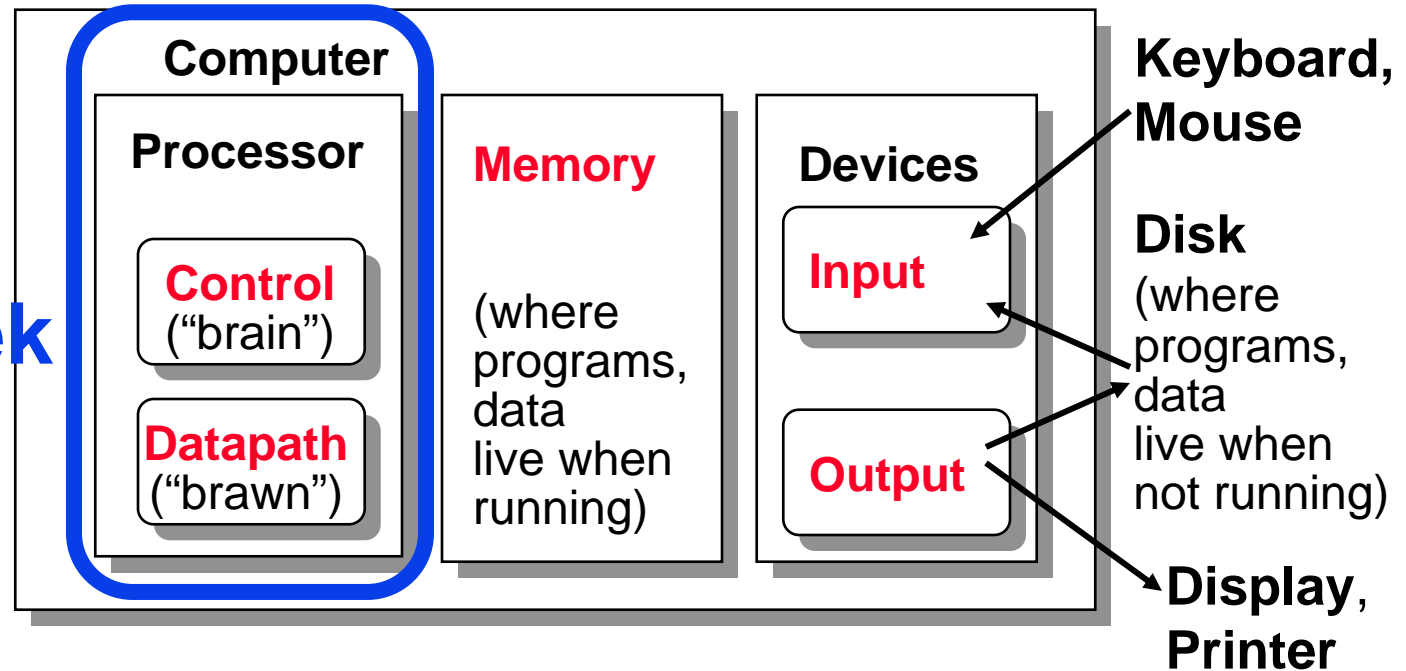 Computer
Processor
Control
(“brain”)
Datapath
(“brawn”)
Memory
(where
programs,
data
live when
running)
Devices
Input
Output
Keyboard,
Mouse
Disk
(where
programs,
data
live when
not running)
Display,
Printer